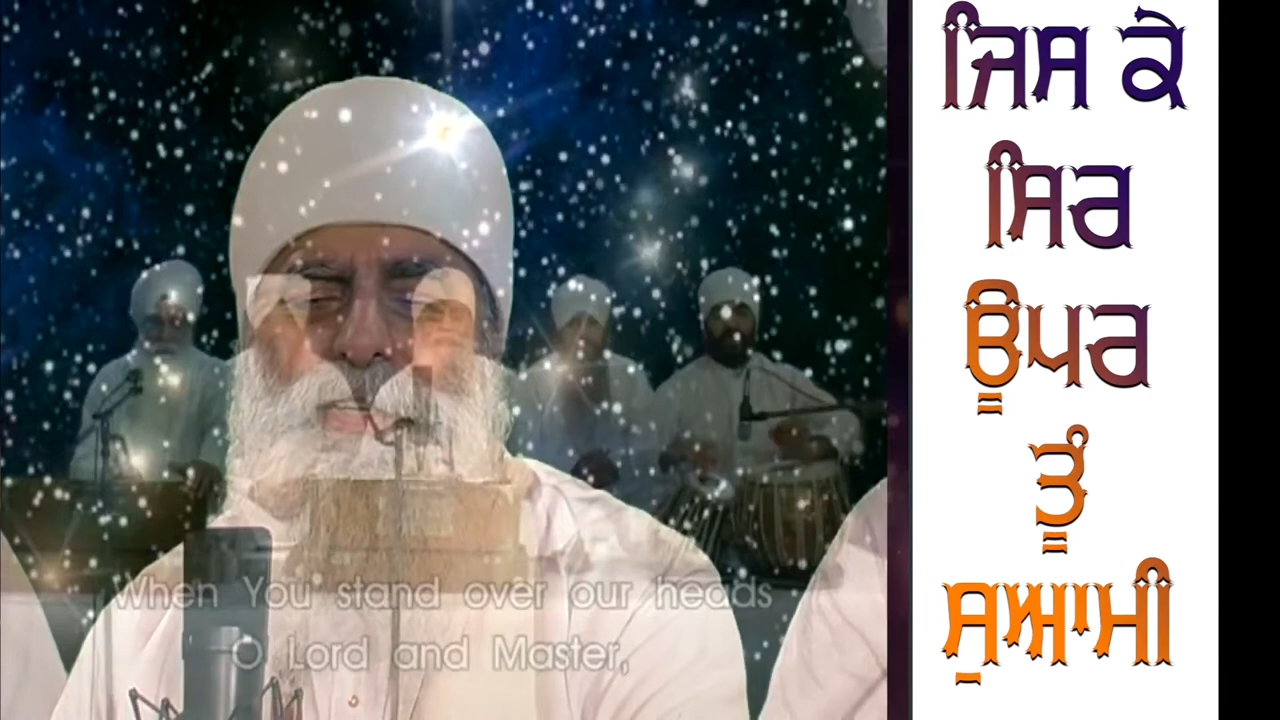 ਜਿਸ ਕੇ
ਸਿਰ
ਊਪਰ
ਤੂੰ
ਸੁਆਮੀ
When You stand over our heads
O Lord and Master,